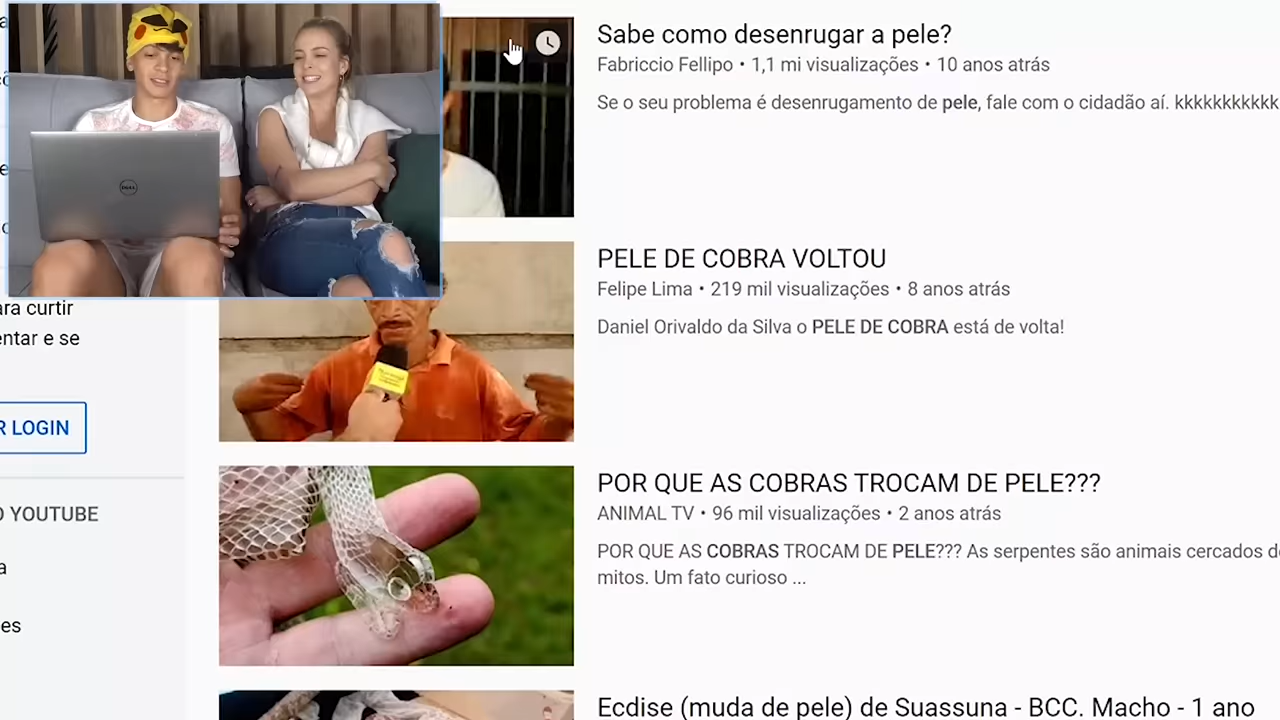 Sabe como desenrugar a pele?
Fabriccio Fellipo • 1,1 mi visualizações • 10 anos atrás
Se o seu problema é desenrugamento de pele, fale com o cidadão aí. kkkkkkkkkkk
DELL
PELE DE COBRA VOLTOU
Felipe Lima • 219 mil visualizações • 8 anos atrás
Daniel Orivaldo da Silva o PELE DE COBRA está de volta!
ara curtir
entar e se
R LOGIN
POR QUE AS COBRAS TROCAM DE PELE???
ANIMAL TV • 96 mil visualizações • 2 anos atrás
POR QUE AS COBRAS TROCAM DE PELE??? As serpentes são animais cercados de
mitos. Um fato curioso ...
O YOUTUBE
a
es
Ecdise (muda de pele) de Suassuna - BCC. Macho - 1 ano